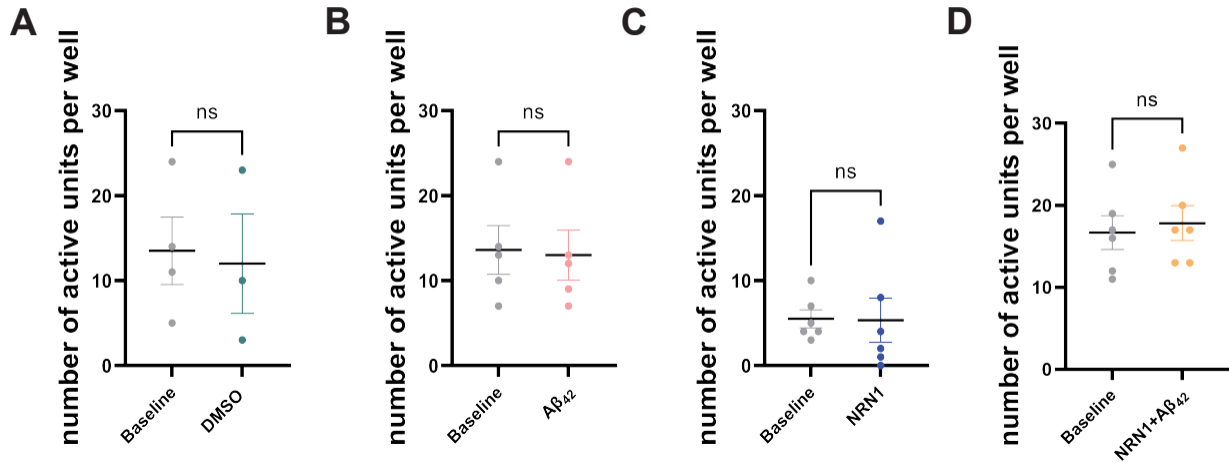 A
number of active units per well
30
20
10
0
ns
Baseline
DMSO
B
number of active units per well
30
20
10
0
ns
Baseline
Aβ₄₂
C
number of active units per well
30
20
10
0
ns
Baseline
NRN1
D
number of active units per well
30
20
10
0
ns
Baseline
NRN1+Aβ₄₂